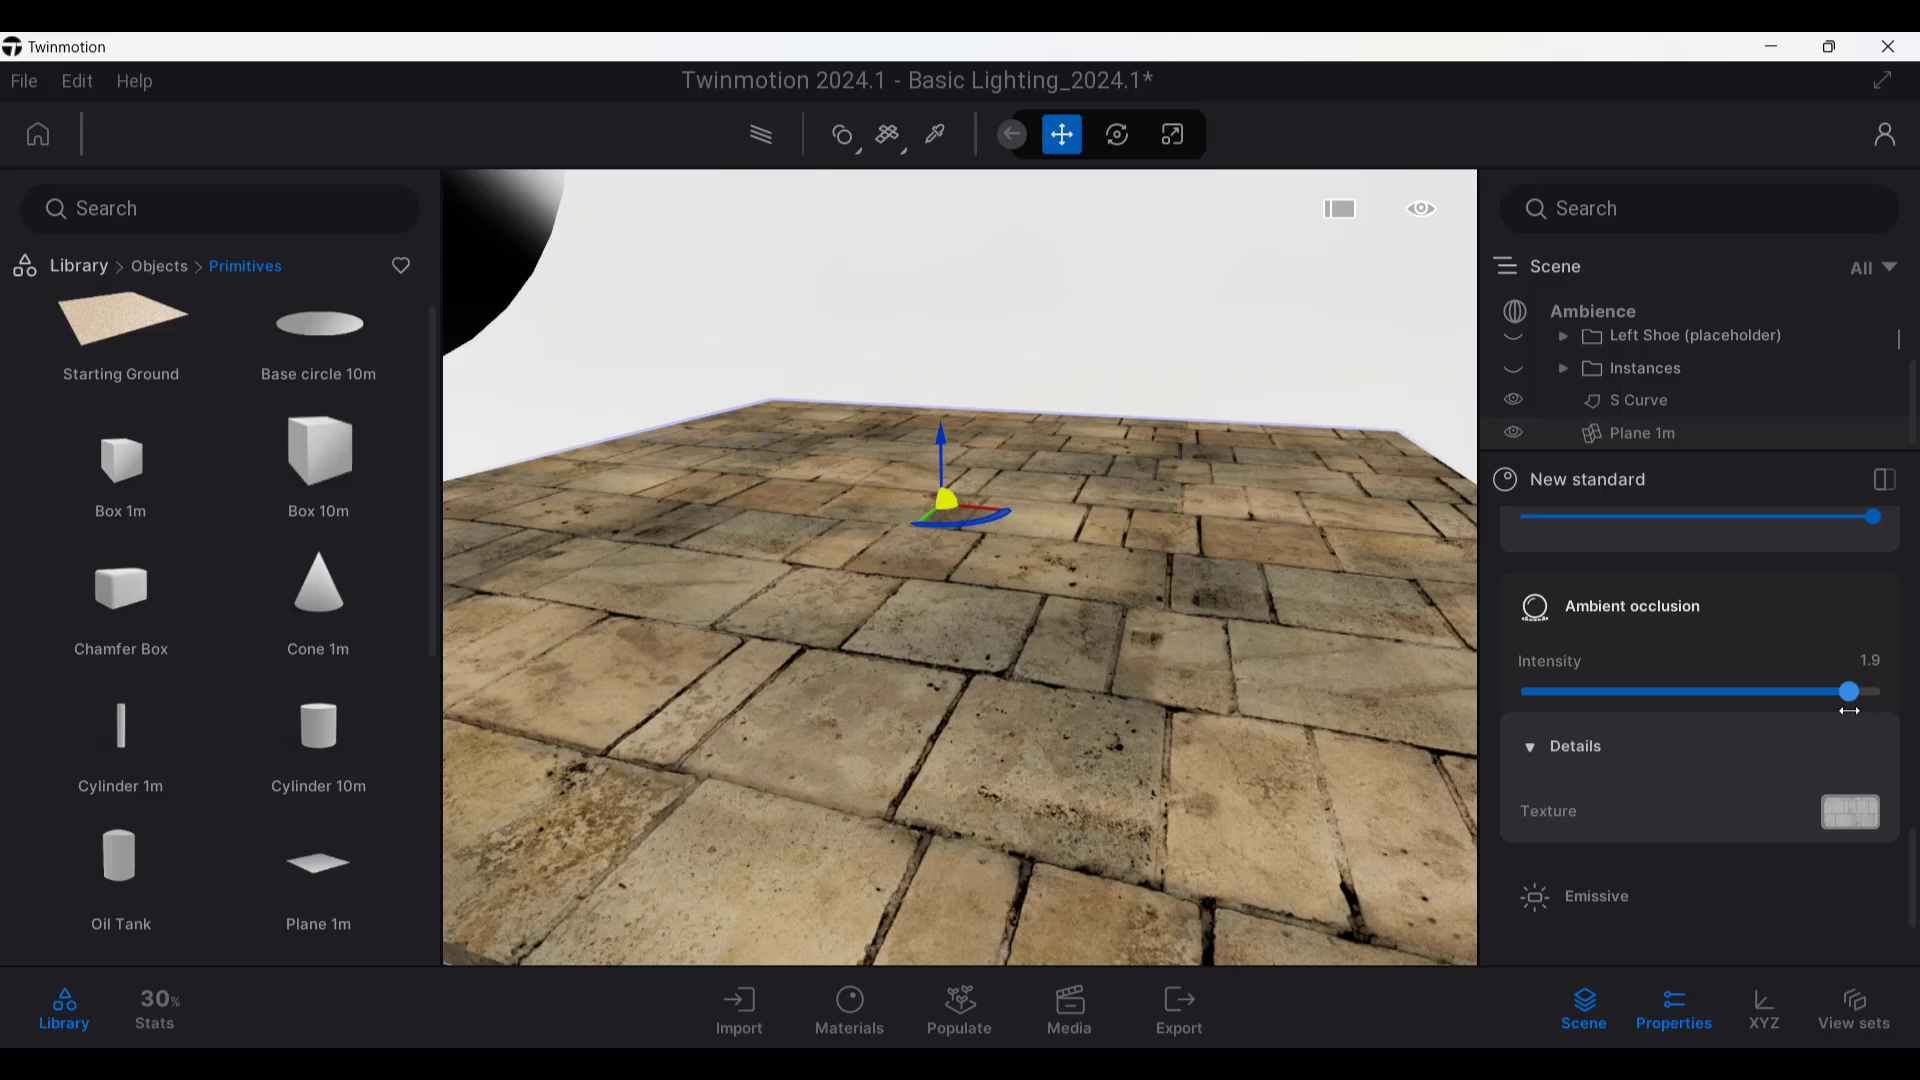 Twinmotion
File Edit Help
Twinmotion 2024.1 - Basic Lighting_2024.1*
Search
Library > Objects > Primitives
Starting Ground
Base circle 10m
Box 1m
Box 10m
Chamfer Box
Cone 1m
Cylinder 1m
Cylinder 10m
Oil Tank
Plane 1m
Search
Scene
All
Ambience
Left Shoe (placeholder)
Instances
S Curve
Plane 1m
New standard
Ambient occlusion
Intensity 1.9
Details
Texture
Emissive
Library
30%
Stats
Import
Materials
Populate
Media
Export
Scene
Properties
XYZ
View sets